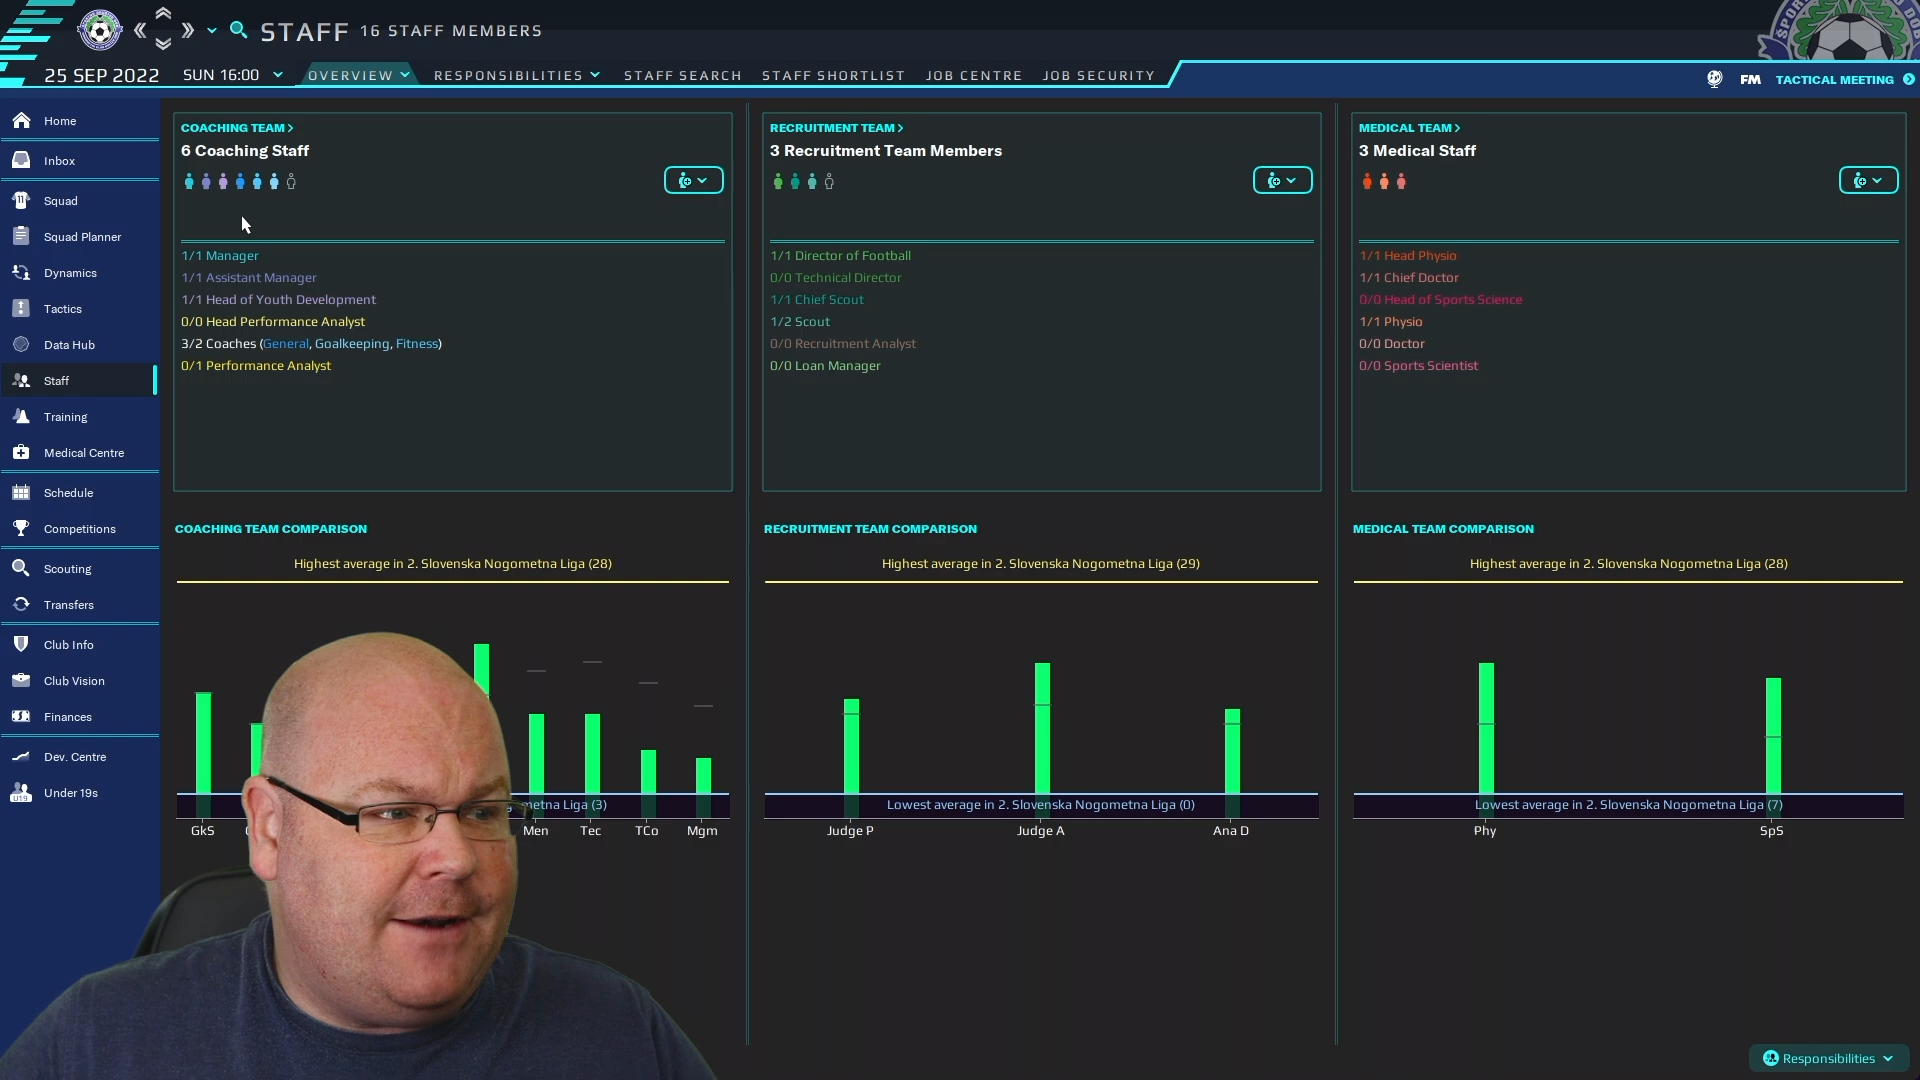 STAFF 16 STAFF MEMBERS
25 SEP 2022 SUN 16:00
OVERVIEW RESPONSIBILITIES STAFF SEARCH STAFF SHORTLIST JOB CENTRE JOB SECURITY
FM TACTICAL MEETING
Home
Inbox
11
Squad
Squad Planner
Dynamics
Tactics
Data Hub
Staff
Training
Medical Centre
Schedule
Competitions
Scouting
Transfers
Club Info
Club Vision
Finances
Dev. Centre
U19
Under 19s
COACHING TEAM >
6 Coaching Staff
1/1 Manager
1/1 Assistant Manager
1/1 Head of Youth Development
0/0 Head Performance Analyst
3/2 Coaches (General, Goalkeeping, Fitness)
0/1 Performance Analyst
RECRUITMENT TEAM >
3 Recruitment Team Members
1/1 Director of Football
0/0 Technical Director
1/1 Chief Scout
1/2 Scout
0/0 Recruitment Analyst
0/0 Loan Manager
MEDICAL TEAM >
3 Medical Staff
1/1 Head Physio
1/1 Chief Doctor
0/0 Head of Sports Science
1/1 Physio
0/0 Doctor
0/0 Sports Scientist
COACHING TEAM COMPARISON
Highest average in 2. Slovenska Nogometna Liga (28)
metna Liga (3)
GkS Men Tec TCo Mgm
RECRUITMENT TEAM COMPARISON
Highest average in 2. Slovenska Nogometna Liga (29)
Lowest average in 2. Slovenska Nogometna Liga (0)
Judge P Judge A Ana D
MEDICAL TEAM COMPARISON
Highest average in 2. Slovenska Nogometna Liga (28)
Lowest average in 2. Slovenska Nogometna Liga (7)
Phy SpS
Responsibilities